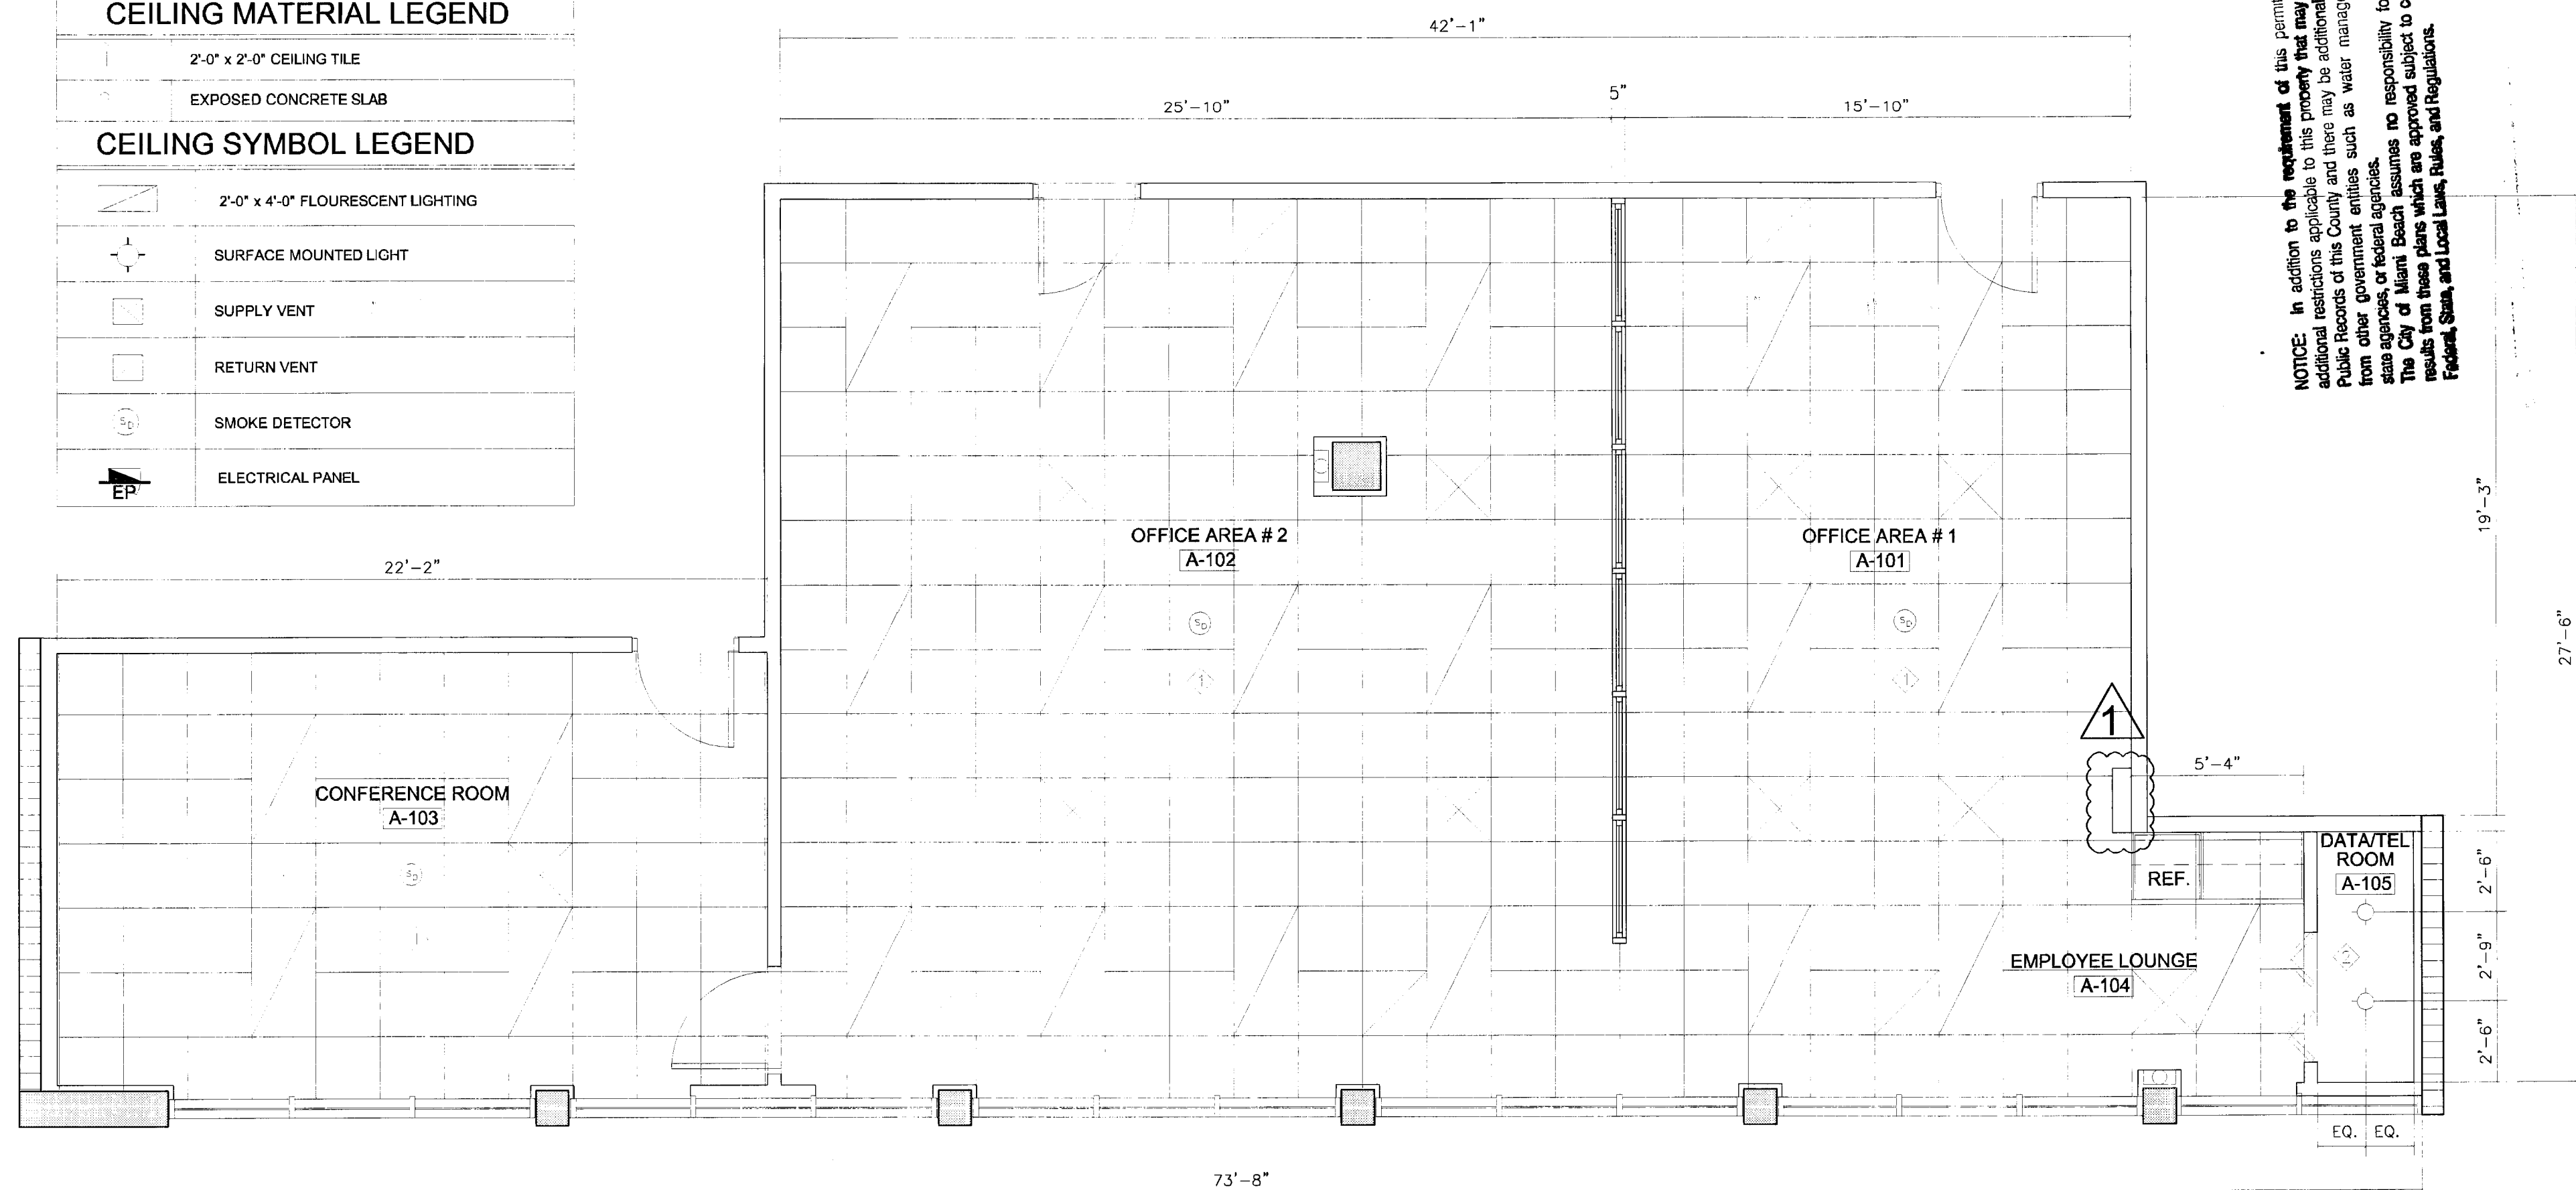 CEILING MATERIAL LEGEND
2'-0" x 2'-0" CEILING TILE
EXPOSED CONCRETE SLAB
CEILING SYMBOL LEGEND
2'-0" x 4'-0" FLOURESCENT LIGHTING
SURFACE MOUNTED LIGHT
SUPPLY VENT
RETURN VENT
SD
SMOKE DETECTOR
EP
ELECTRICAL PANEL
42'-1"
25'-10"
5"
15'-10"
22'-2"
OFFICE AREA # 2
A-102
SD
1
OFFICE AREA # 1
A-101
SD
1
1
CONFERENCE ROOM
A-103
SD
5'-4"
REF.
DATA/TEL
ROOM
A-105
2
EMPLOYEE LOUNGE
A-104
19'-3"
27'-6"
2'-6"
2'-9"
2'-6"
EQ. EQ.
73'-8"
NOTICE: In addition to the requirement of this permit
additional restrictions applicable to this property that may
Public Records of this County and there may be additional
from other government entities such as water manag
state agencies, or federal agencies.
The City of Miami Beach assumes no responsibility fo
results from these plans which are approved subject to c
Federal, State, and Local Laws, Rules, and Regulations.